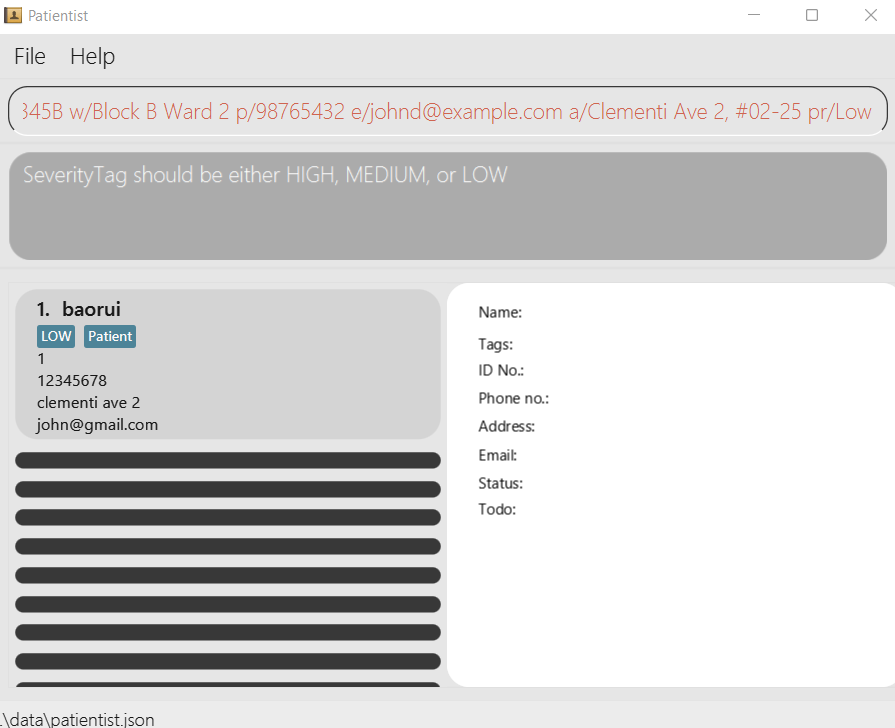 Patientist
File Help
345B w/Block B Ward 2 p/98765432 e/johnd@example.com a/Clementi Ave 2, #02-25 pr/Low
SeverityTag should be either HIGH, MEDIUM, or LOW
1. baorui
LOW Patient
1
12345678
clementi ave 2
john@gmail.com
Name:
Tags:
ID No.:
Phone no.:
Address:
Email:
Status:
Todo:
.\data\patientist.json